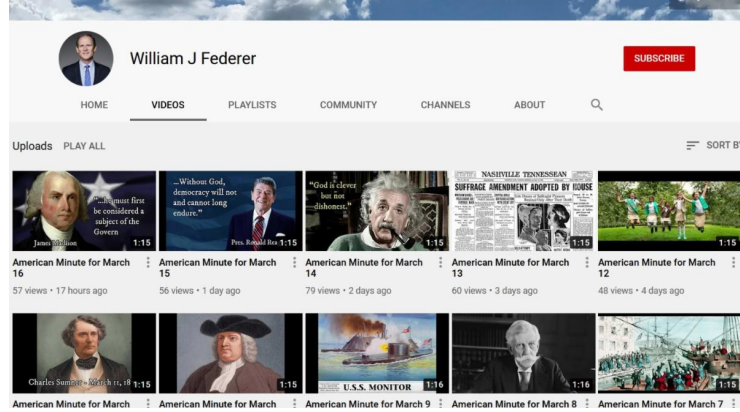 William J Federer
SUBSCRIBE
HOME VIDEOS PLAYLISTS COMMUNITY CHANNELS ABOUT
Uploads PLAY ALL
SORT BY
"...he must first
be considered a
subject of the
Govern
James Madison
1:15
...Without God,
democracy will not
and cannot long
endure."
Pres. Ronald Rea
1:15
"God is clever
but not
dishonest."
1:15
NASHVILLE TENNESSEAN
SUFFRAGE AMENDMENT ADOPTED BY HOUSE
1:15
1:15
American Minute for March
16
57 views • 17 hours ago
American Minute for March
15
56 views • 1 day ago
American Minute for March
14
79 views • 2 days ago
American Minute for March
13
60 views • 3 days ago
American Minute for March
12
48 views • 4 days ago
Charles Sumner - March 11, 18
1:15
1:15
U.S.S. MONITOR
1:16
1:16
1:15
American Minute for March
American Minute for March
American Minute for March 9
American Minute for March 8
American Minute for March 7